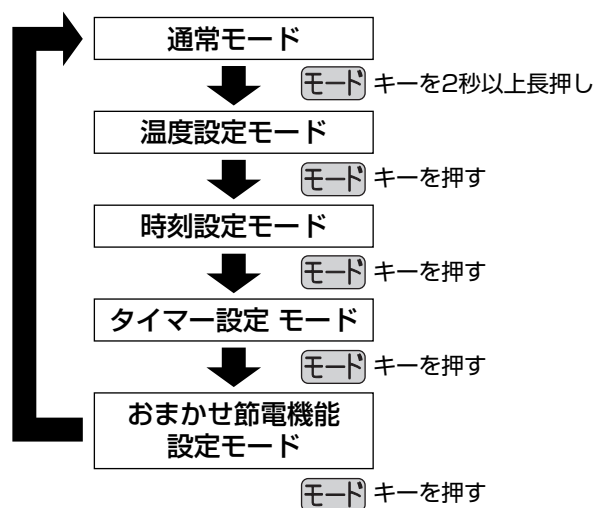 通常モード
モード キーを2秒以上長押し
温度設定モード
モード キーを押す
時刻設定モード
モード キーを押す
タイマー設定 モード
モード キーを押す
おまかせ節電機能
設定モード
モード キーを押す